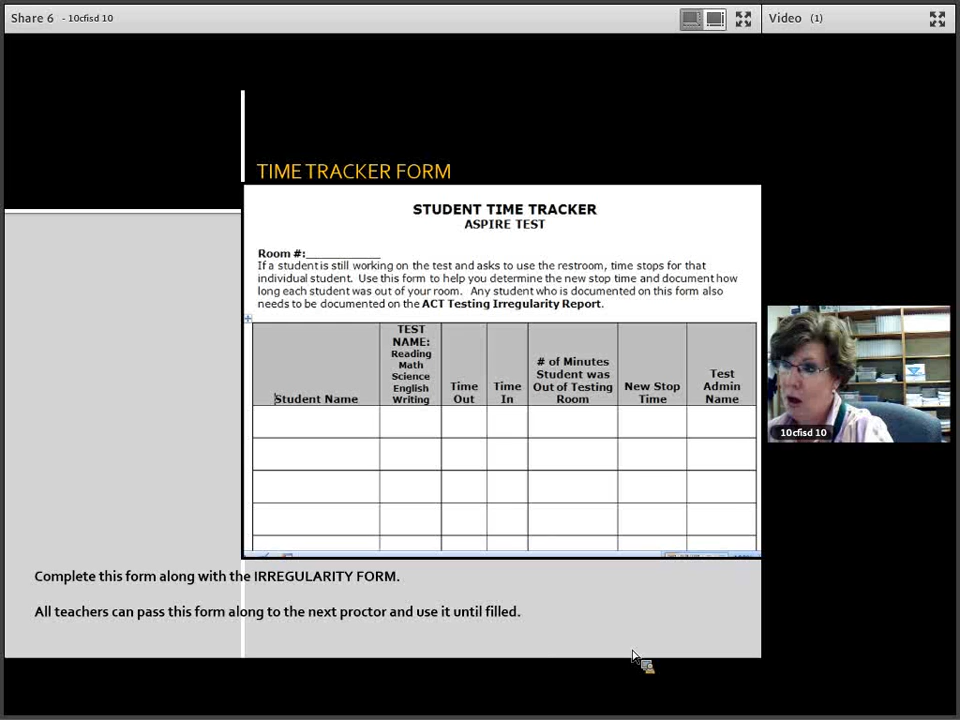 Share 6 - 10cfisd 10
Video (1)
TIME TRACKER FORM
STUDENT TIME TRACKER
ASPIRE TEST
Room #:__________
If a student is still working on the test and asks to use the restroom, time stops for that
individual student. Use this form to help you determine the new stop time and document how
long each student was out of your room. Any student who is documented on this form also
needs to be documented on the ACT Testing Irregularity Report.
Student Name
TEST
NAME:
Reading
Math
Science
English
Writing
Time
Out
Time
In
# of Minutes
Student was
Out of Testing
Room
New Stop
Time
Test
Admin
Name
10cfisd 10
Complete this form along with the IRREGULARITY FORM.
All teachers can pass this form along to the next proctor and use it until filled.